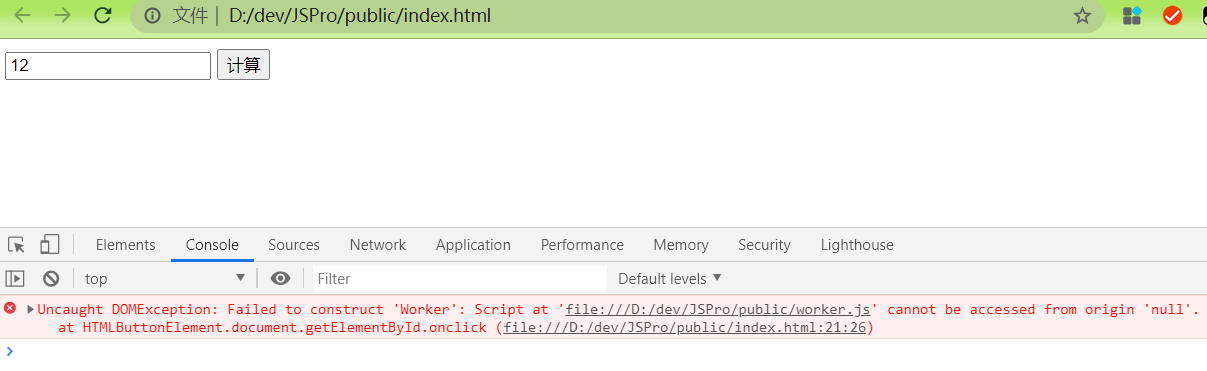 文件 | D:/dev/JSPro/public/index.html
12 计算
Elements Console Sources Network Application Performance Memory Security Lighthouse
top Filter Default levels
Uncaught DOMException: Failed to construct 'Worker': Script at 'file:///D:/dev/JSPro/public/worker.js' cannot be accessed from origin 'null'.
at HTMLButtonElement.document.getElementById.onclick (file:///D:/dev/JSPro/public/index.html:21:26)